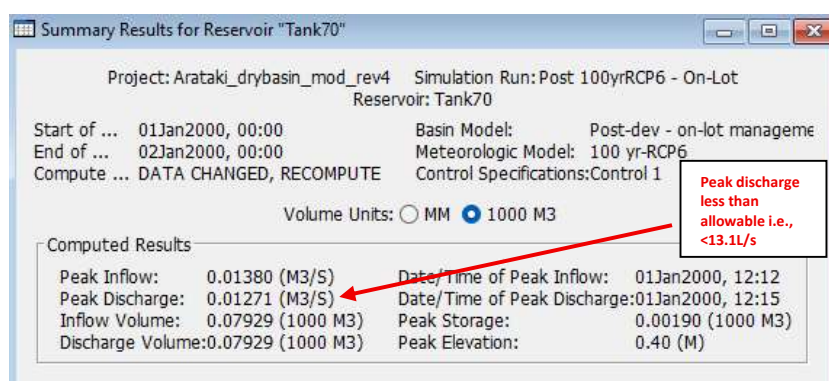 Summary Results for Reservoir "Tank70"
Project: Arataki_drybasin_mod_rev4 Simulation Run: Post 100yrRCP6 - On-Lot
Reservoir: Tank70
Start of ... 01Jan2000, 00:00 Basin Model: Post-dev - on-lot manageme
End of ... 02Jan2000, 00:00 Meteorologic Model: 100 yr-RCP6
Compute ... DATA CHANGED, RECOMPUTE Control Specifications:Control 1
Peak discharge
less than
allowable i.e.,
<13.1L/s
Volume Units: MM 1000 M3
Computed Results
Peak Inflow: 0.01380 (M3/S) Date/Time of Peak Inflow: 01Jan2000, 12:12
Peak Discharge: 0.01271 (M3/S) Date/Time of Peak Discharge:01Jan2000, 12:15
Inflow Volume: 0.07929 (1000 M3) Peak Storage: 0.00190 (1000 M3)
Discharge Volume:0.07929 (1000 M3) Peak Elevation: 0.40 (M)